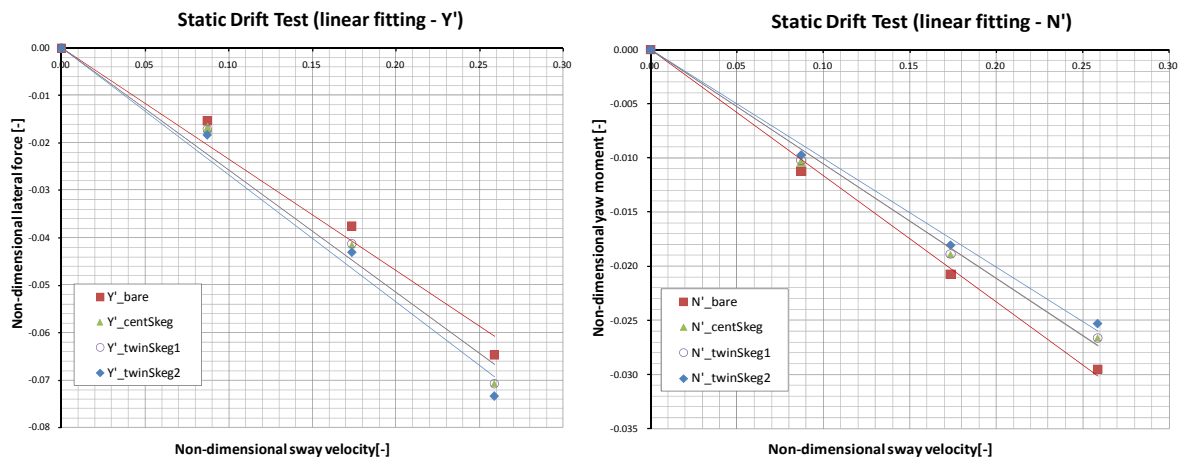 Static Drift Test (linear fitting - Y')
0.00
0.00 0.05 0.10 0.15 0.20 0.25 0.30
-0.01
-0.02
-0.03
-0.04
-0.05
-0.06
-0.07
-0.08
Non-dimensional lateral force [-]
Y'_bare
Y'_centSkeg
Y'_twinSkeg1
Y'_twinSkeg2
Non-dimensional sway velocity[-]
Static Drift Test (linear fitting - N')
0.000
0.00 0.05 0.10 0.15 0.20 0.25 0.30
-0.005
-0.010
-0.015
-0.020
-0.025
-0.030
-0.035
Non-dimensional yaw moment [-]
N'_bare
N'_centSkeg
N'_twinSkeg1
N'_twinSkeg2
Non-dimensional sway velocity[-]